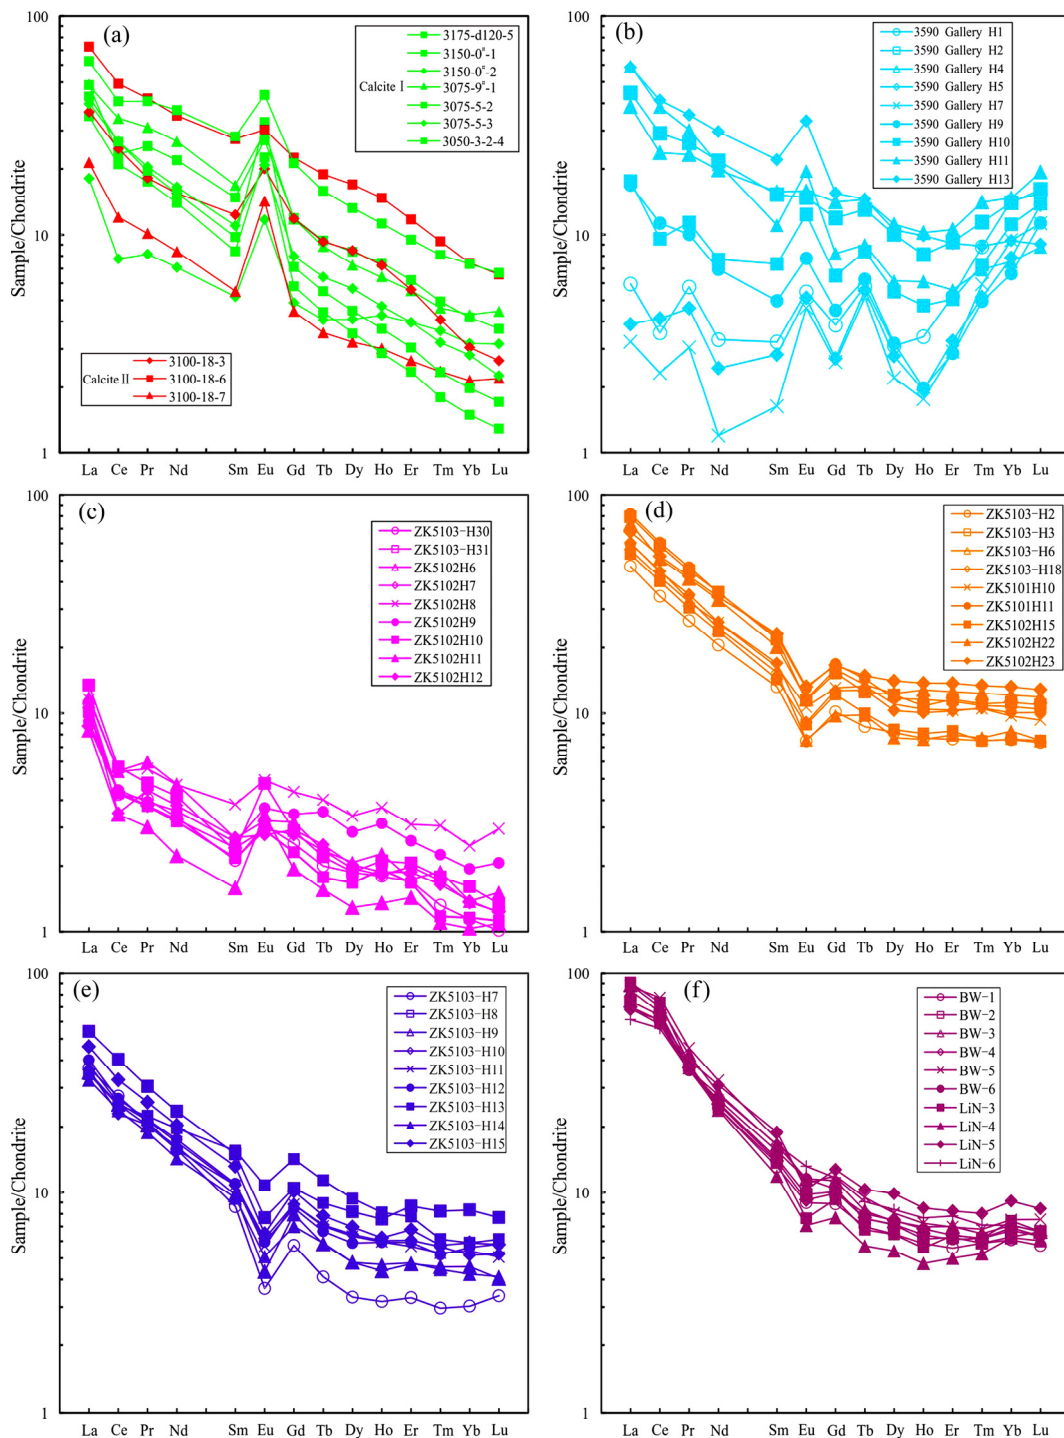 100
(a)
3175-d120-5
3150-0ª-1
3150-0ª-2
Calcite I
3075-9ª-1
3075-5-2
3075-5-3
3050-3-2-4
Sample/Chondrite
10
3100-18-3
Calcite II
3100-18-6
3100-18-7
1
La Ce Pr Nd Sm Eu Gd Tb Dy Ho Er Tm Yb Lu
100
(b)
3590 Gallery H1
3590 Gallery H2
3590 Gallery H4
3590 Gallery H5
3590 Gallery H7
3590 Gallery H9
3590 Gallery H10
3590 Gallery H11
3590 Gallery H13
Sample/Chondrite
10
1
La Ce Pr Nd Sm Eu Gd Tb Dy Ho Er Tm Yb Lu
100
(c)
ZK5103-H30
ZK5103-H31
ZK5102H6
ZK5102H7
ZK5102H8
ZK5102H9
ZK5102H10
ZK5102H11
ZK5102H12
Sample/Chondrite
10
1
La Ce Pr Nd Sm Eu Gd Tb Dy Ho Er Tm Yb Lu
100
(d)
ZK5103-H2
ZK5103-H3
ZK5103-H6
ZK5103-H18
ZK5101H10
ZK5101H11
ZK5102H15
ZK5102H22
ZK5102H23
Sample/Chondrite
10
1
La Ce Pr Nd Sm Eu Gd Tb Dy Ho Er Tm Yb Lu
100
(e)
ZK5103-H7
ZK5103-H8
ZK5103-H9
ZK5103-H10
ZK5103-H11
ZK5103-H12
ZK5103-H13
ZK5103-H14
ZK5103-H15
Sample/Chondrite
10
1
La Ce Pr Nd Sm Eu Gd Tb Dy Ho Er Tm Yb Lu
100
(f)
BW-1
BW-2
BW-3
BW-4
BW-5
BW-6
LiN-3
LiN-4
LiN-5
LiN-6
Sample/Chondrite
10
1
La Ce Pr Nd Sm Eu Gd Tb Dy Ho Er Tm Yb Lu